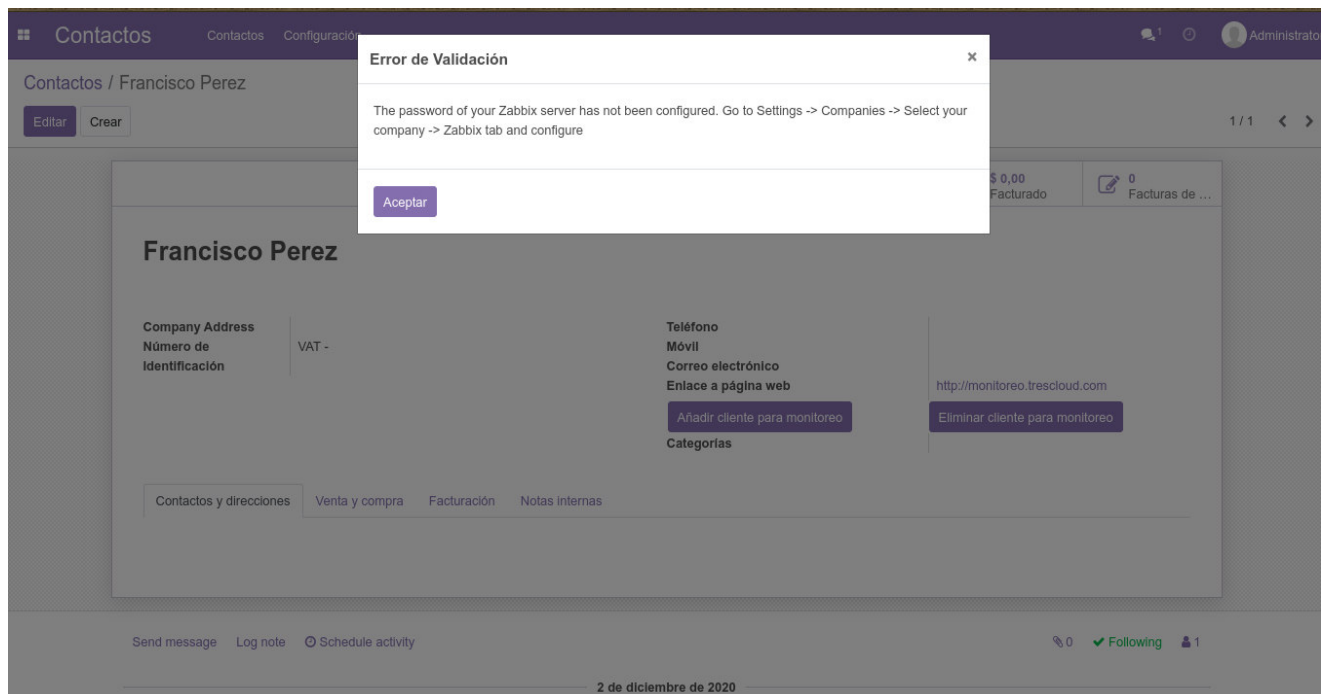 Contactos Contactos Configuración 1 Administrator
Error de Validación ×
Contactos / Francisco Perez
The password of your Zabbix server has not been configured. Go to Settings -> Companies -> Select your
company -> Zabbix tab and configure
Editar Crear 1 / 1
Aceptar
$ 0,00
Facturado
0
Facturas de ...
Francisco Perez
Company Address
Número de
Identificación
VAT -
Teléfono
Móvil
Correo electrónico
Enlace a página web http://monitoreo.trescloud.com
Añadir cliente para monitoreo Eliminar cliente para monitoreo
Categorías
Contactos y direcciones Venta y compra Facturación Notas internas
Send message Log note Schedule activity 0 Following 1
2 de diciembre de 2020